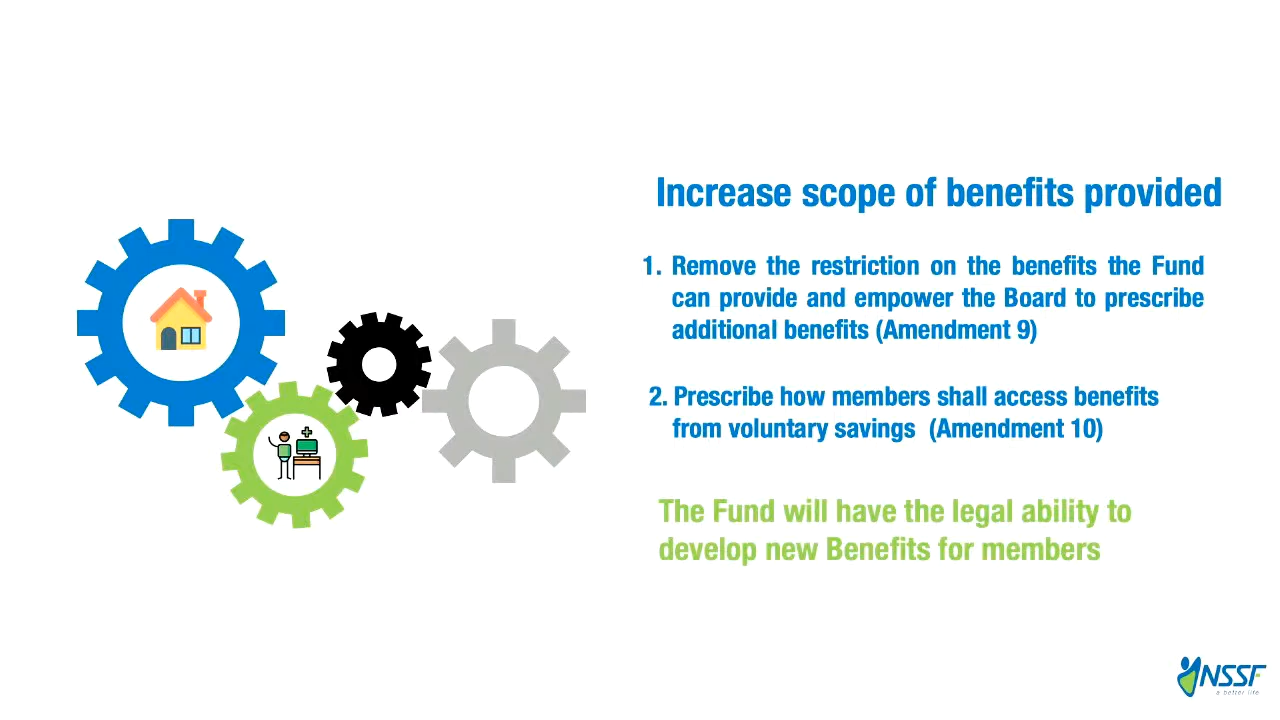 Increase scope of benefits provided
1. Remove the restriction on the benefits the Fund
can provide and empower the Board to prescribe
additional benefits (Amendment 9)
2. Prescribe how members shall access benefits
from voluntary savings (Amendment 10)
The Fund will have the legal ability to
develop new Benefits for members
NSSF
a better life